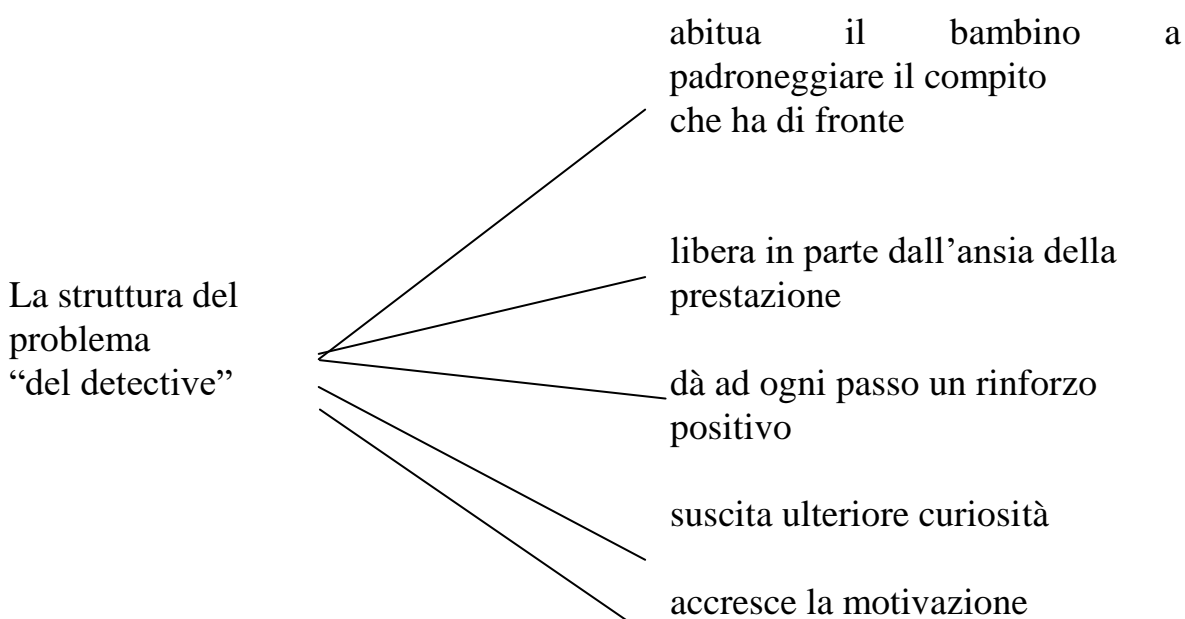 abitua il bambino a
padroneggiare il compito
che ha di fronte
libera in parte dall’ansia della
prestazione
La struttura del
problema
“del detective”
dà ad ogni passo un rinforzo
positivo
suscita ulteriore curiosità
accresce la motivazione